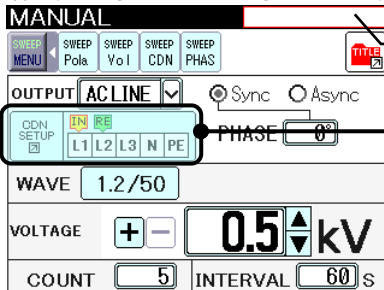 MANUAL
SWEEP MENU SWEEP Pola SWEEP Vol SWEEP CDN SWEEP PHAS TITLE
OUTPUT AC LINE Sync Async
CDN SETUP IN RE L1 L2 L3 N PE PHASE 0°
WAVE 1.2/50
VOLTAGE + - 0.5 kV
COUNT 5 INTERVAL 60 s